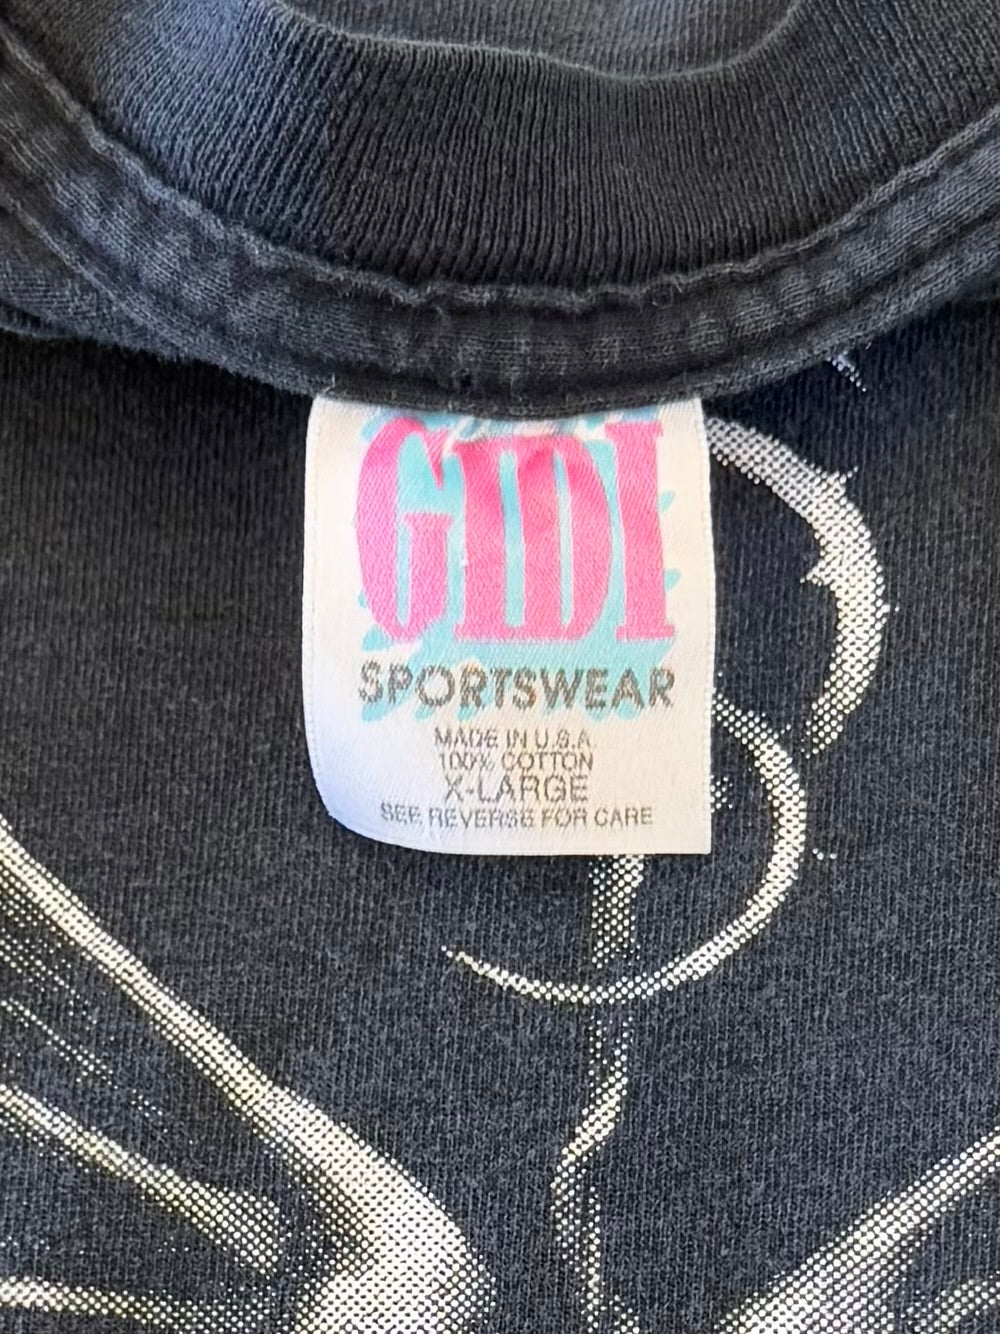 GIDI
SPORTSWEAR
MADE IN U.S.A.
100% COTTON
X-LARGE
SEE REVERSE FOR CARE